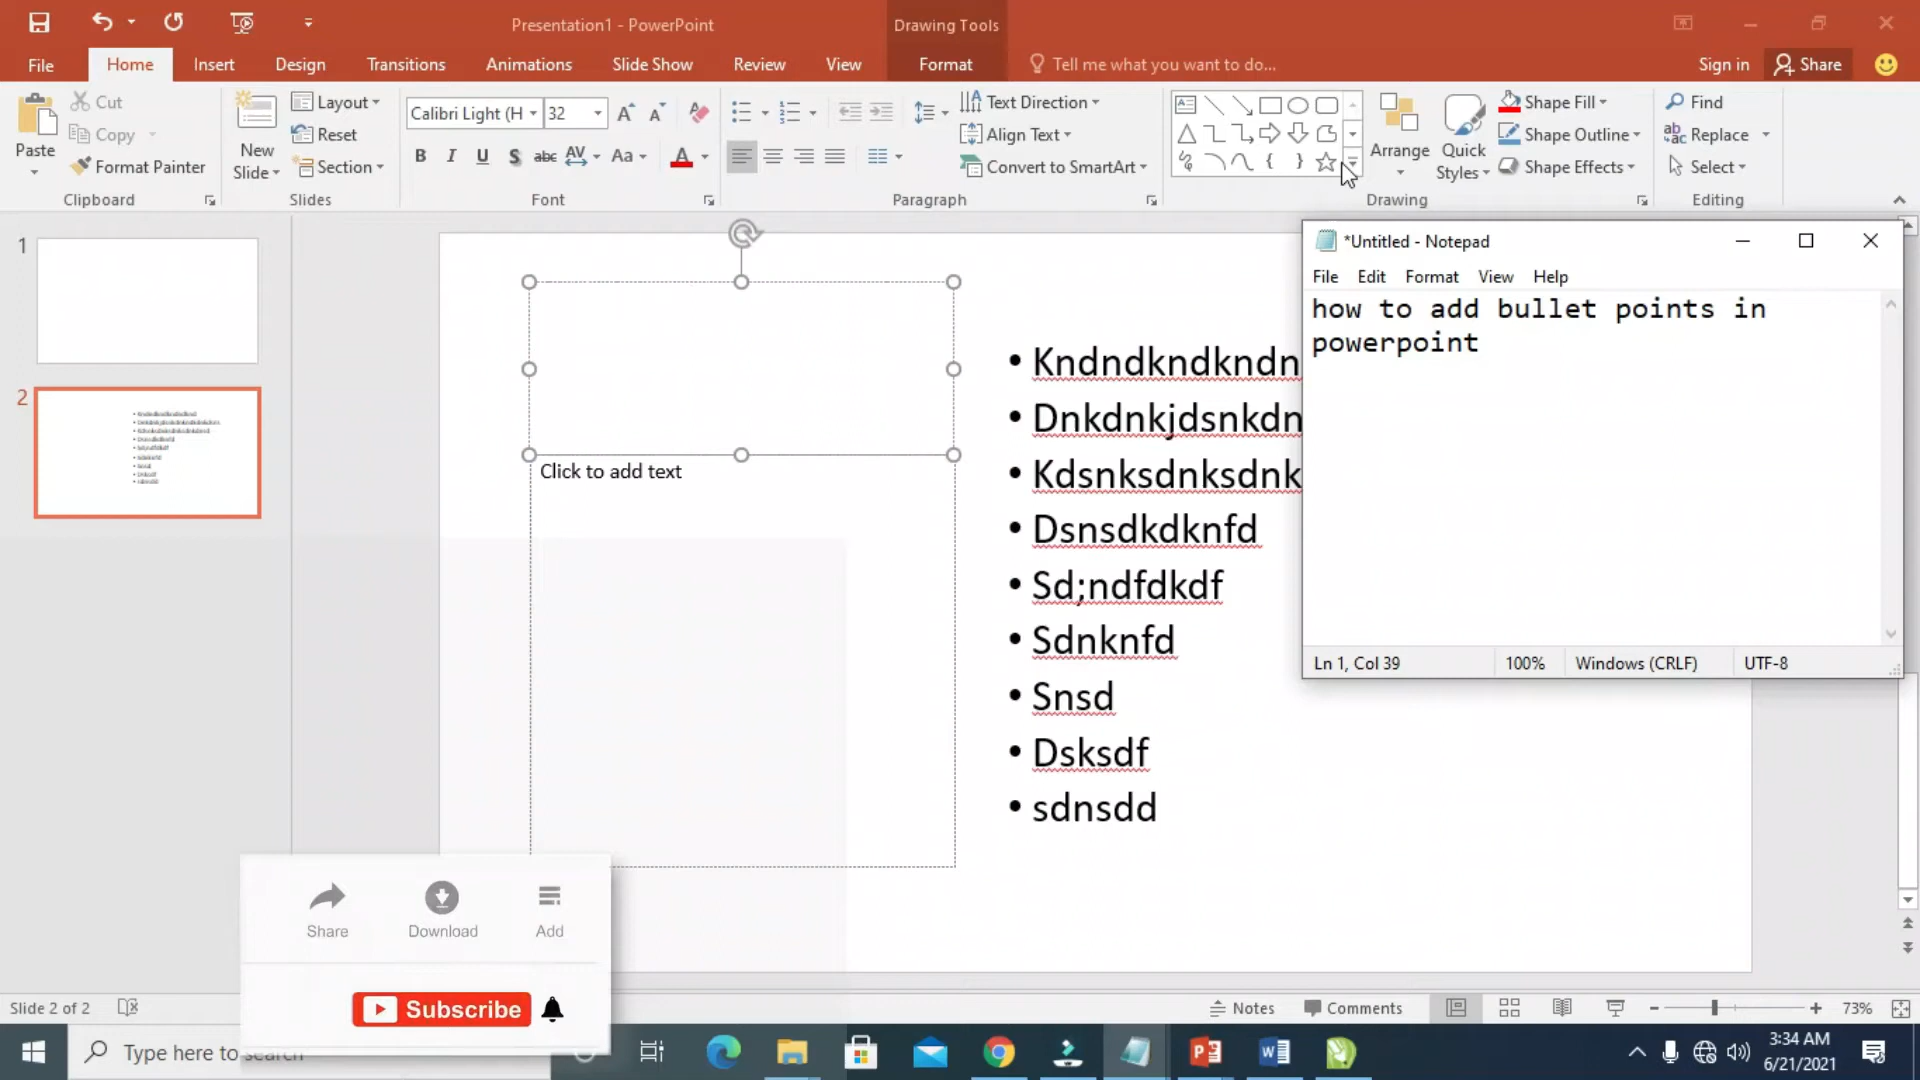 Presentation1 - PowerPoint
Drawing Tools
File Home Insert Design Transitions Animations Slide Show Review View Format Tell me what you want to do... Sign in Share
Paste
Cut
Copy
Format Painter
Clipboard
New
Slide
Layout
Reset
Section
Slides
Calibri Light (H 32
B I U S abc AV Aa A
Font
Text Direction
Align Text
Convert to SmartArt
Paragraph
Arrange
Quick
Styles
Shape Fill
Shape Outline
Shape Effects
Drawing
Find
Replace
Select
Editing
1
2
Click to add text
• Kndndkndkndn
• Dnkdnkjdsnkdn
• Kdsnksdnksdnk
• Dsnsdkdknfd
• Sd;ndfdkdf
• Sdnknfd
• Snsd
• Dsksdf
• sdnsdd
*Untitled - Notepad
File Edit Format View Help
how to add bullet points in
powerpoint
Ln 1, Col 39 100% Windows (CRLF) UTF-8
Share Download Add
Subscribe
Slide 2 of 2
Notes Comments 73%
Type here to search
3:34 AM
6/21/2021